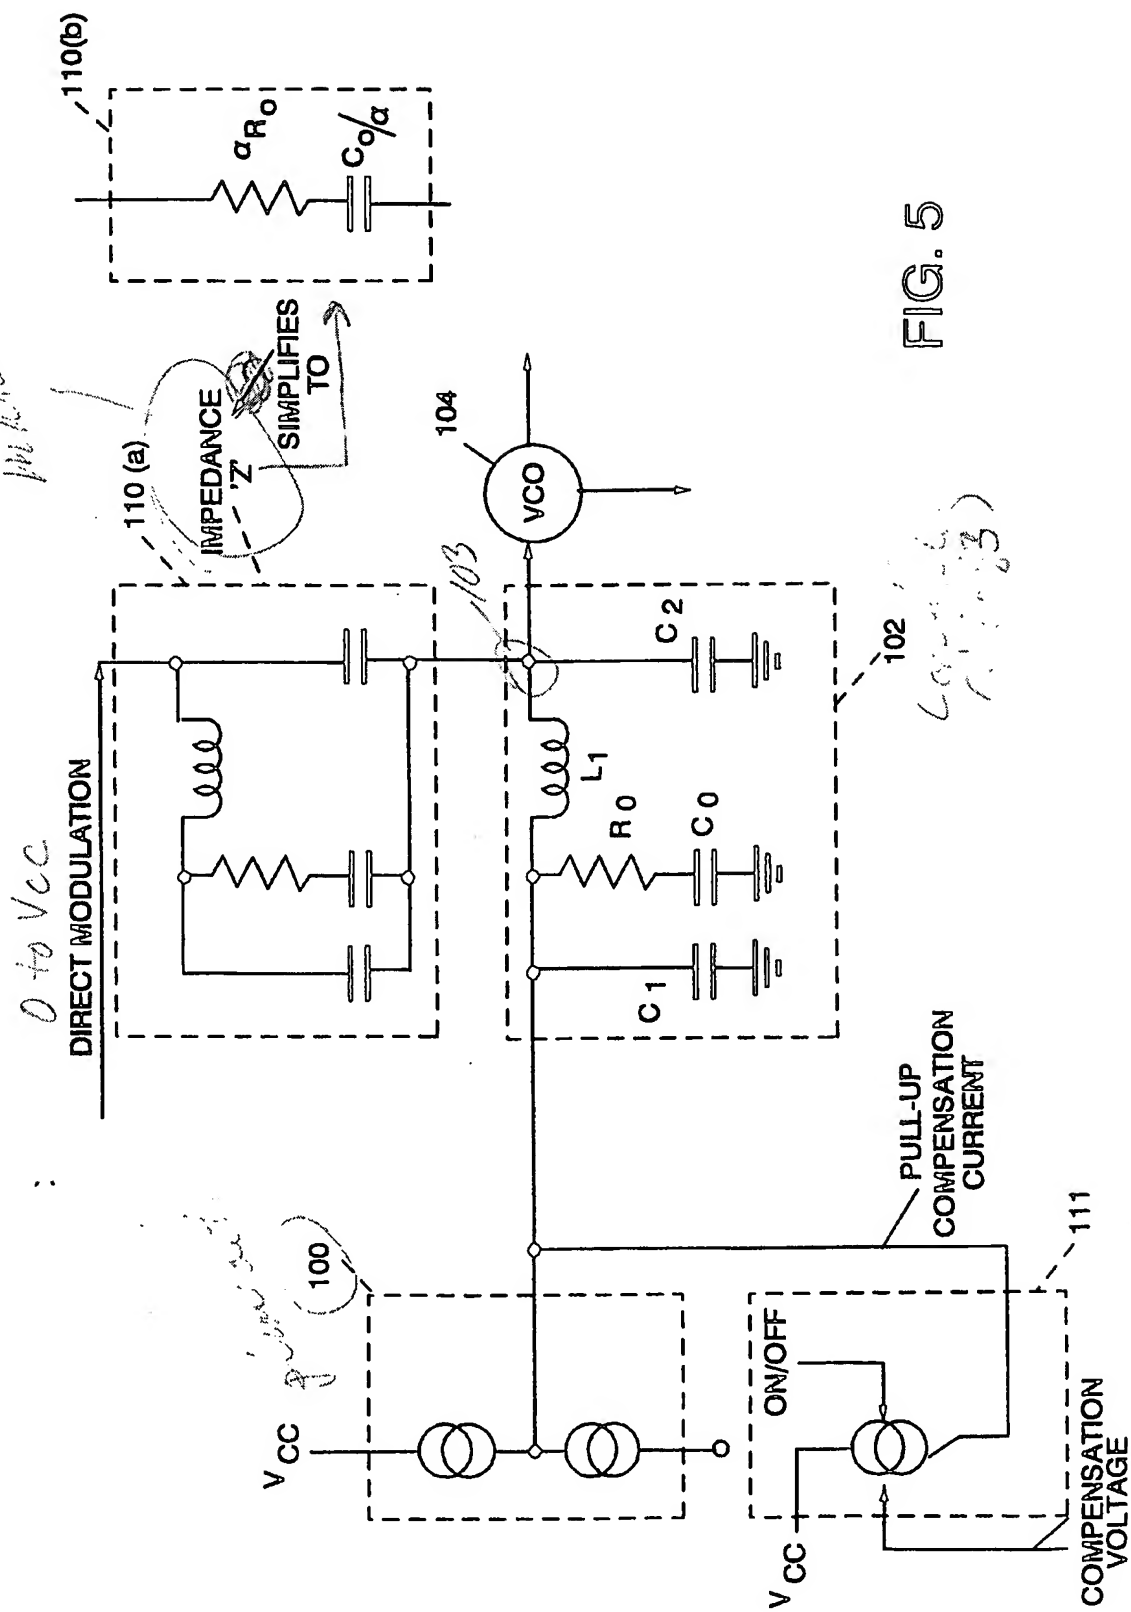 0 to Vcc
DIRECT MODULATION
110 (a)
IMPEDANCE
'Z'
SIMPLIFIES
TO
110(b)
αR0
C0/α
103
104
VCO
L1
R0
C0
C1
C2
102
100
VCC
PULL-UP
COMPENSATION
CURRENT
111
ON/OFF
VCC
COMPENSATION
VOLTAGE
FIG. 5